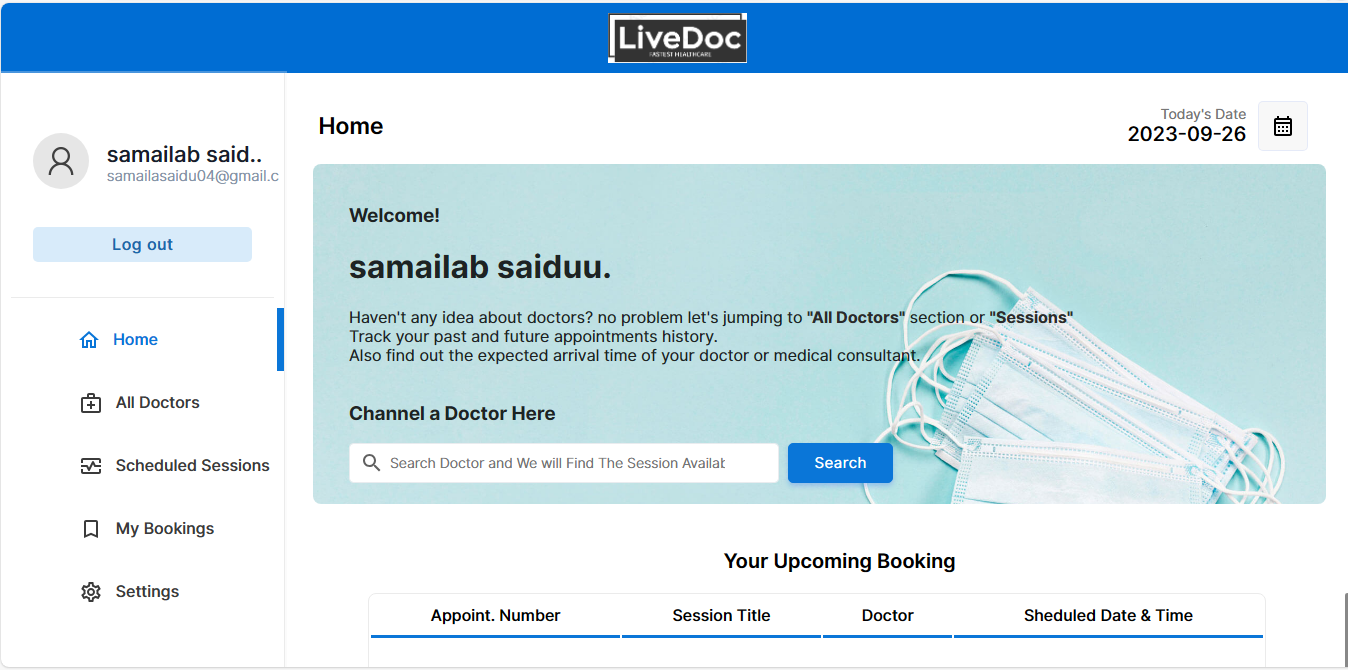 LiveDoc
FASTEST HEALTHCARE
samailab said..
samailasaidu04@gmail.c
Log out
Home
All Doctors
Scheduled Sessions
My Bookings
Settings
Home
Today's Date
2023-09-26
Welcome!
samailab saiduu.
Haven't any idea about doctors? no problem let's jumping to "All Doctors" section or "Sessions"
Track your past and future appointments history.
Also find out the expected arrival time of your doctor or medical consultant.
Channel a Doctor Here
Search Doctor and We will Find The Session Availab
Search
Your Upcoming Booking
Appoint. Number Session Title Doctor Sheduled Date & Time